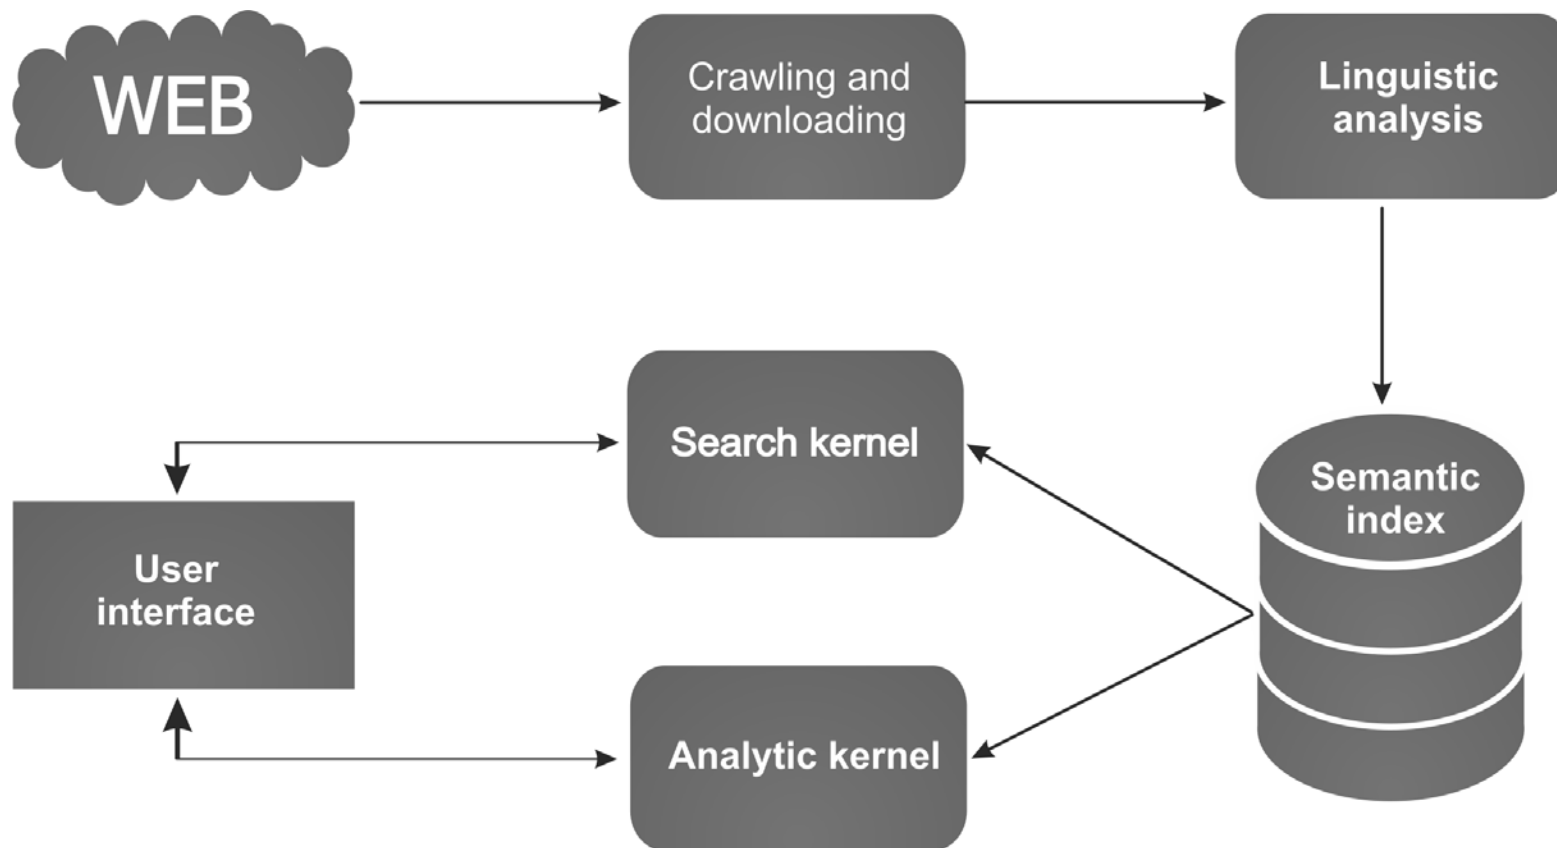 WEB
Crawling and
downloading
Linguistic
analysis
Search kernel
Semantic
index
User
interface
Analytic kernel